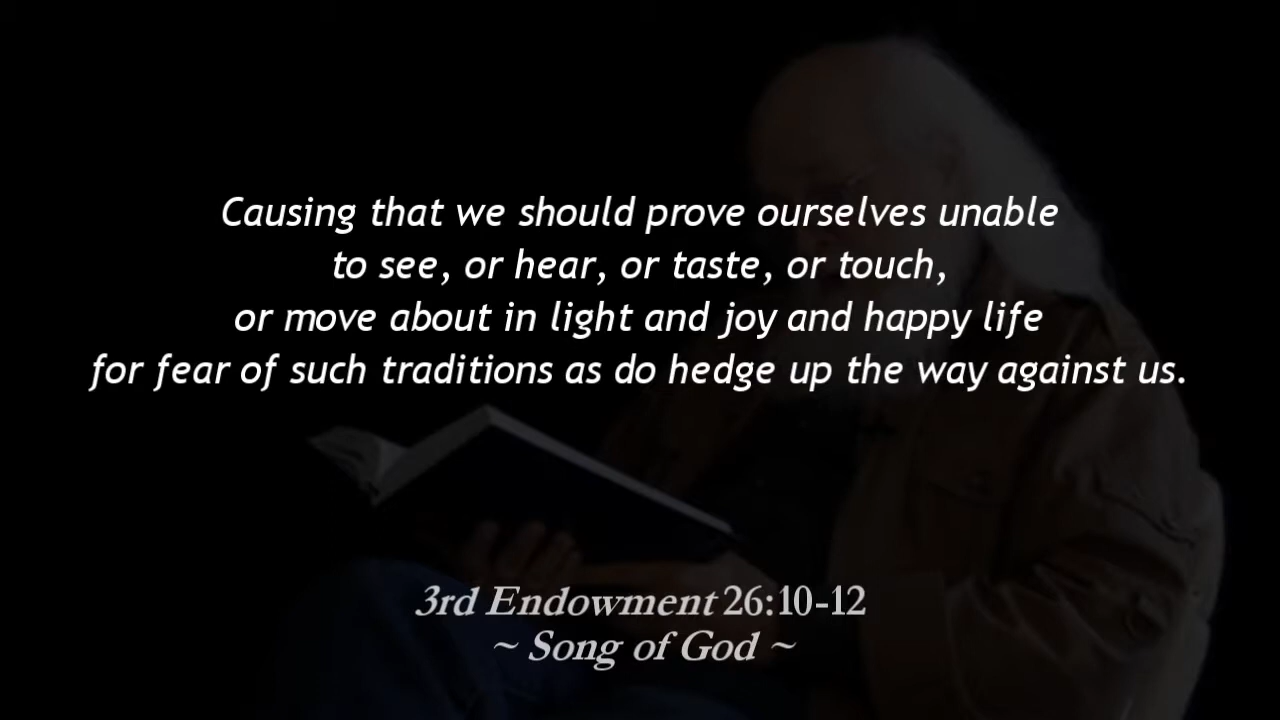 Causing that we should prove ourselves unable
to see, or hear, or taste, or touch,
or move about in light and joy and happy life
for fear of such traditions as do hedge up the way against us.
3rd Endowment 26:10-12
~ Song of God ~